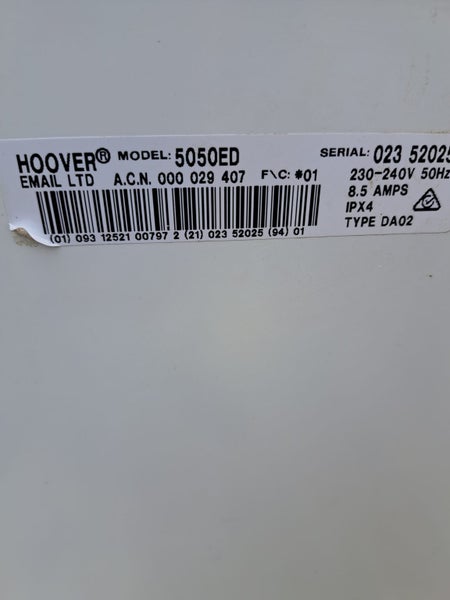 HOOVER® MODEL: 5050ED SERIAL: 023 52025
EMAIL LTD A.C.N. 000 029 407 F\C: *01 230-240V 50Hz
8.5 AMPS
IPX4
TYPE DA02
(01) 093 12521 00797 2 (21) 023 52025 (94) 01